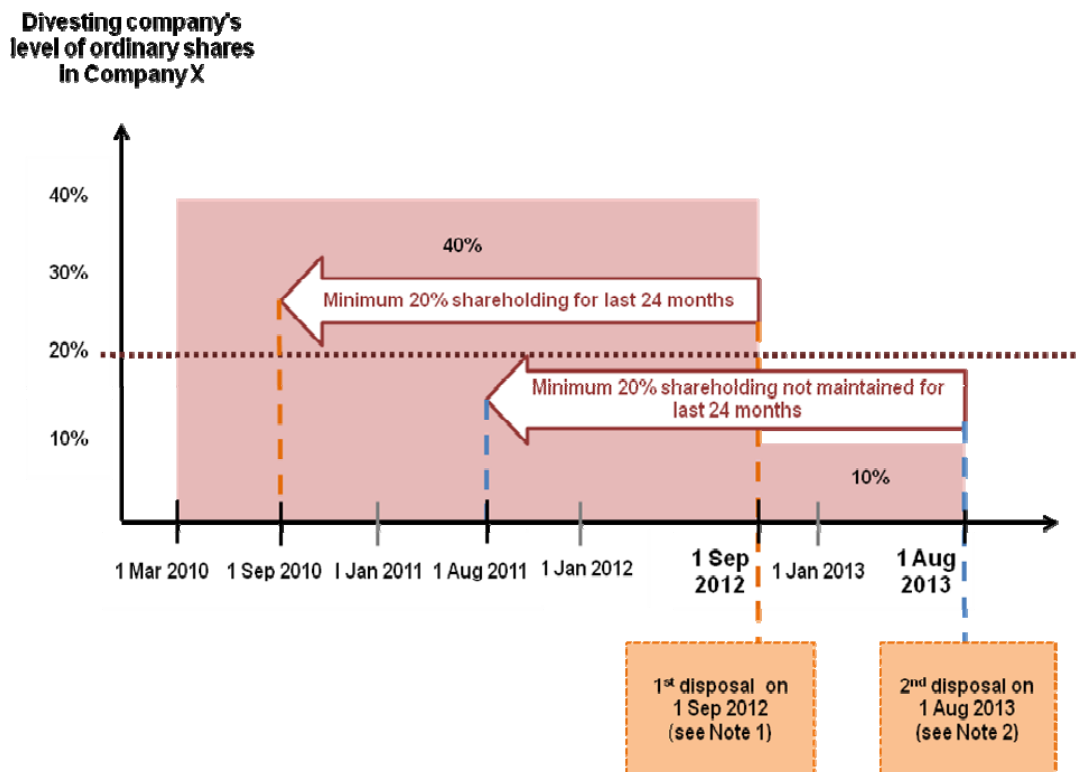 Divesting company's
level of ordinary shares
in Company X
40%
40%
30%
Minimum 20% shareholding for last 24 months
20%
Minimum 20% shareholding not maintained for
last 24 months
10%
10%
1 Mar 2010
1 Sep 2010
I Jan 2011
1 Aug 2011
1 Jan 2012
1 Sep
2012
1 Jan 2013
1 Aug
2013
1st disposal on
1 Sep 2012
(see Note 1)
2nd disposal on
1 Aug 2013
(see Note 2)